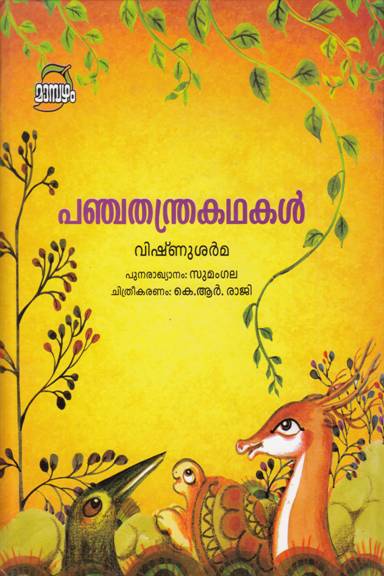 മാമ്പഴം
പഞ്ചതന്ത്രകഥകൾ
വിഷ്ണുശർമ
പുനരാഖ്യാനം: സുമംഗല
ചിത്രീകരണം: കെ.ആർ. രാജി